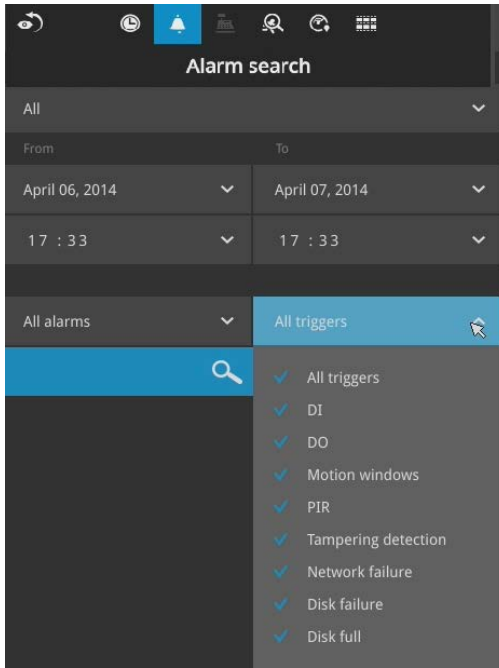 Alarm search
All
From To
April 06, 2014 April 07, 2014
17 : 33 17 : 33
All alarms All triggers
All triggers
DI
DO
Motion windows
PIR
Tampering detection
Network failure
Disk failure
Disk full